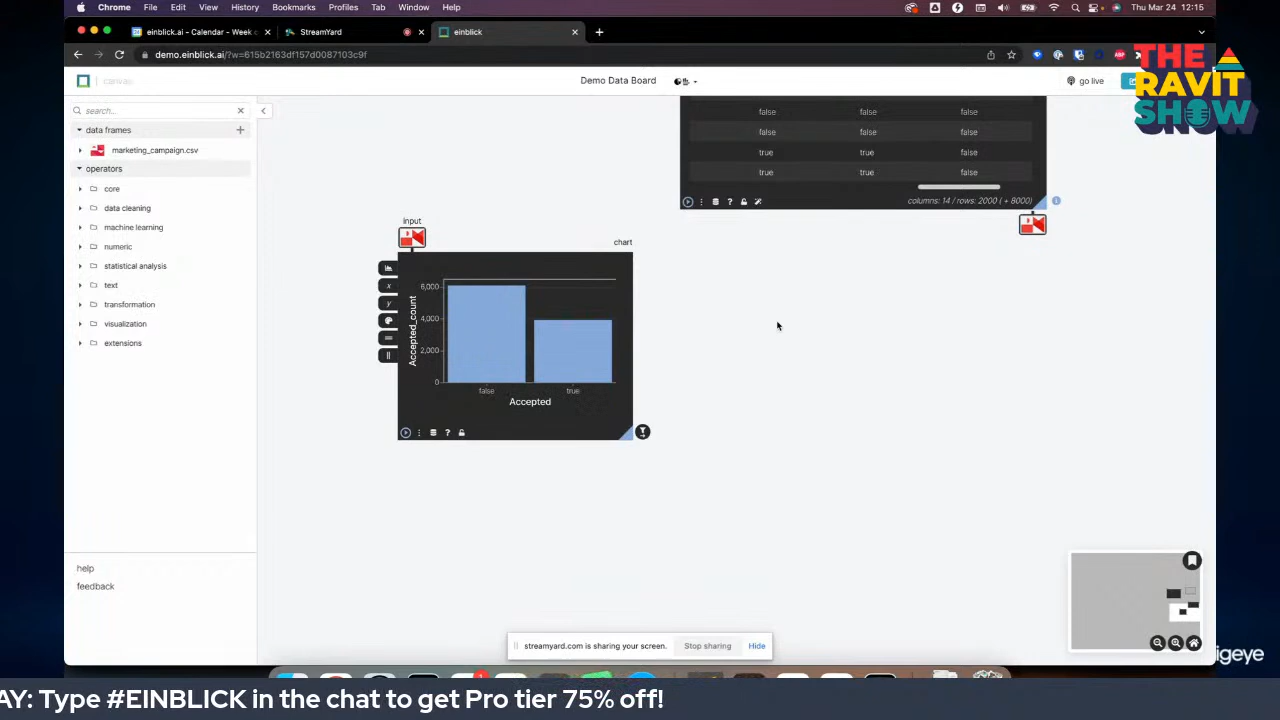 Chrome File Edit View History Bookmarks Profiles Tab Window Help
Thu Mar 24 12:15
einblick.ai - Calendar - Week c
StreamYard
einblick
demo.einblick.ai/?w=615b2163df157d0087103c9f
canvas
Demo Data Board
go live
THE
RAVIT
SHOW
search...
data frames
marketing_campaign.csv
operators
core
data cleaning
machine learning
numeric
statistical analysis
text
transformation
visualization
extensions
help
feedback
false false false
false false false
true true false
true true false
columns: 14 / rows: 2000 ( + 8000)
input
chart
x
y
Accepted_count
6,000
4,000
2,000
0
false true
Accepted
streamyard.com is sharing your screen. Stop sharing Hide
igeye
AY: Type #EINBLICK in the chat to get Pro tier 75% off!